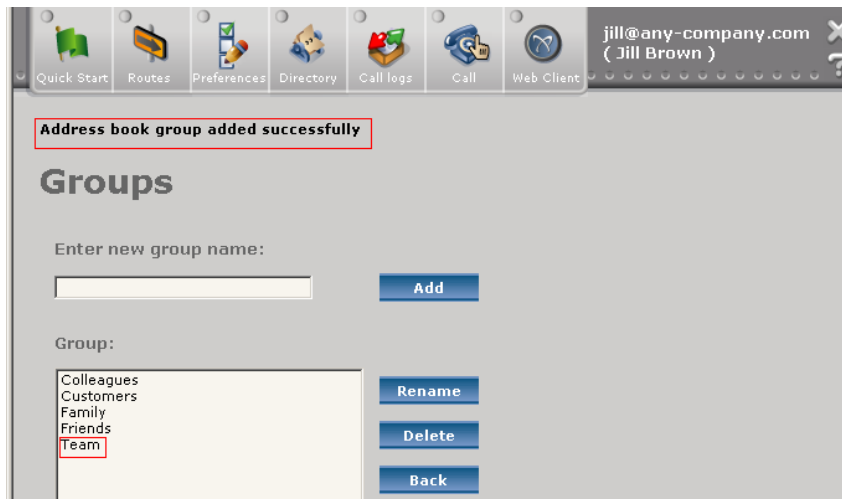 jill@any-company.com
( Jill Brown )
Quick Start Routes Preferences Directory Call logs Call Web Client
Address book group added successfully
Groups
Enter new group name:
Add
Group:
Colleagues
Customers
Family
Friends
Team
Rename
Delete
Back